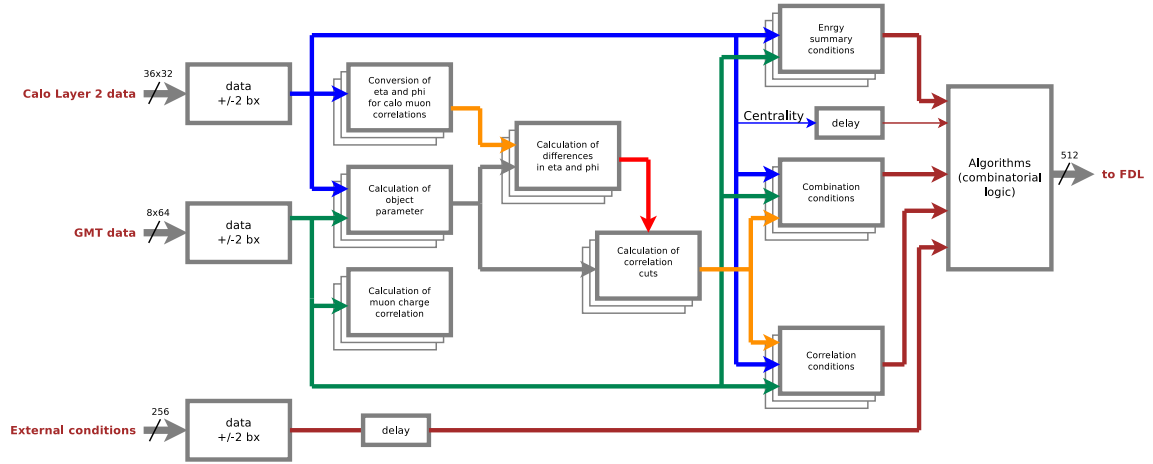 36x32
Calo Layer 2 data
data
+/-2 bx
Conversion of
eta and phi
for calo muon
correlations
Calculation of
differences
in eta and phi
Enrgy
summary
conditions
Centrality
delay
Calculation of
object
parameter
8x64
GMT data
data
+/-2 bx
Calculation of
muon charge
correlation
Calculation of
correlation
cuts
Combination
conditions
Correlation
conditions
Algorithms
(combinatorial
logic)
512
to FDL
256
External conditions
data
+/-2 bx
delay